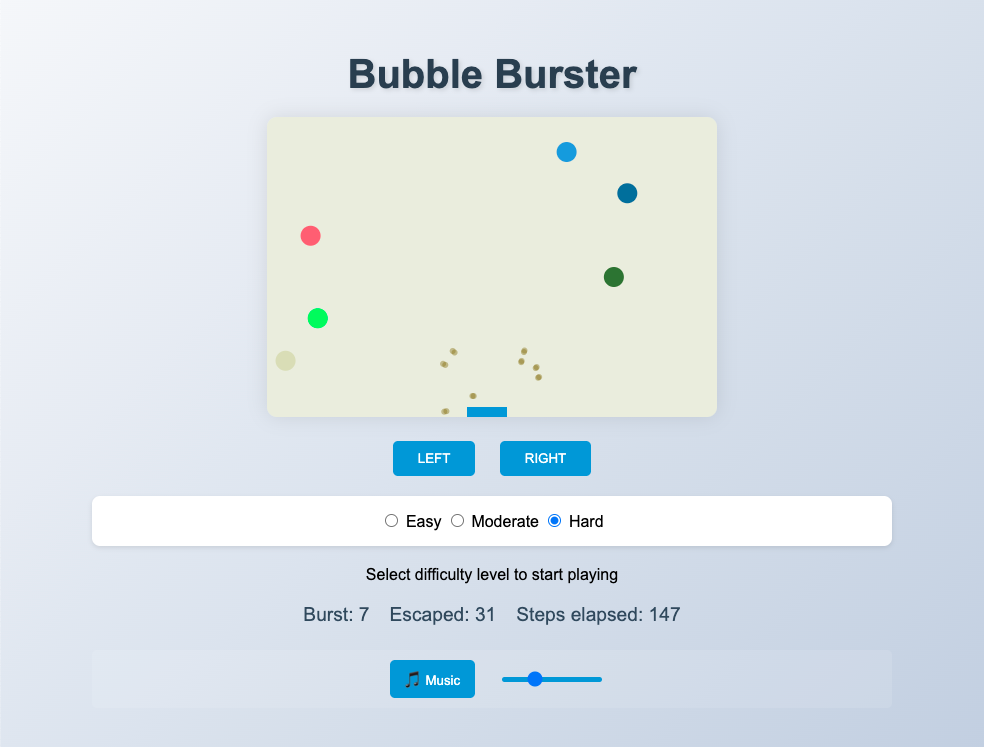 Bubble Burster
LEFT RIGHT
Easy Moderate Hard
Select difficulty level to start playing
Burst: 7 Escaped: 31 Steps elapsed: 147
🎵 Music